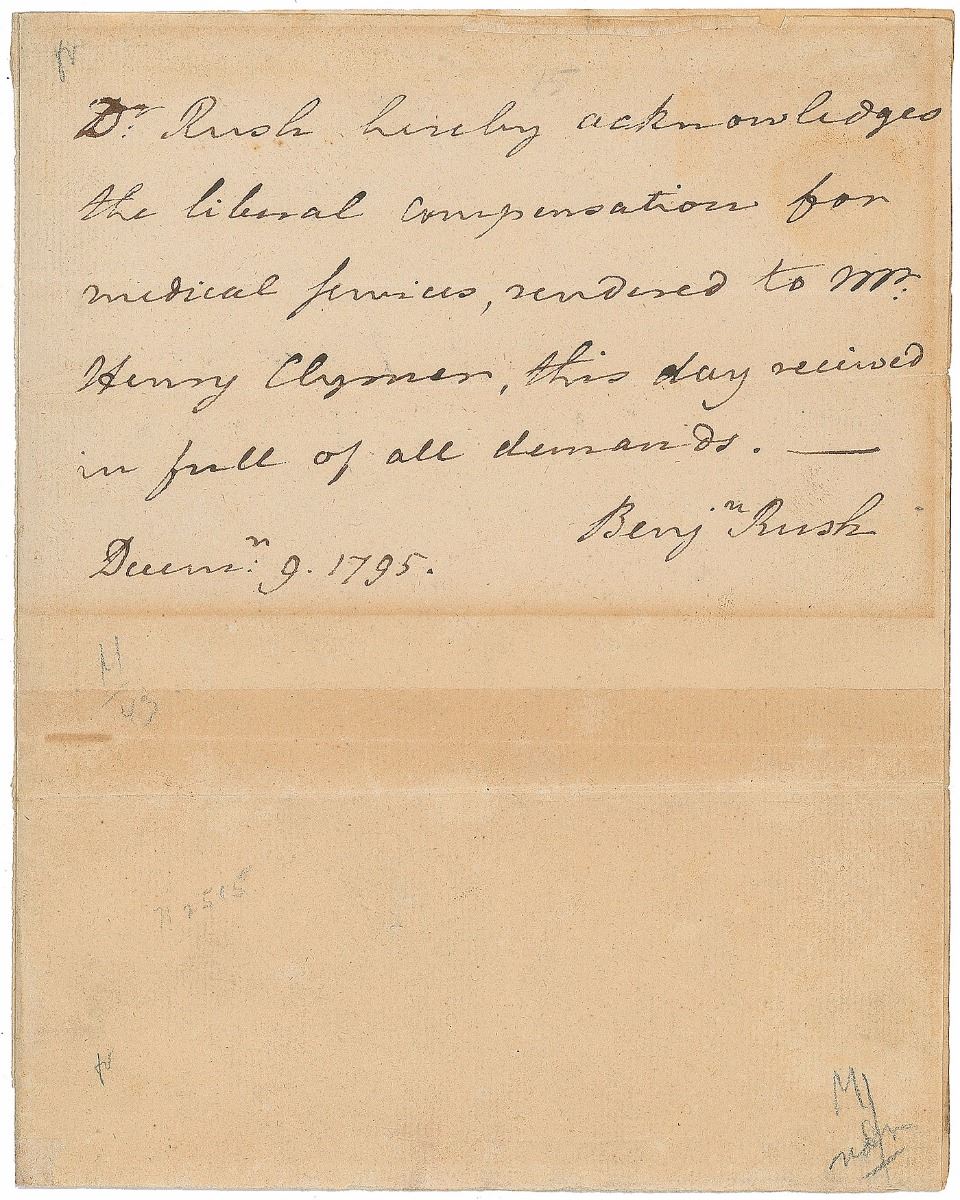 Dr. Rush hereby acknowledges
the liberal compensation for
medical services, rendered to Mr.
Henry Clymer, this day received
in full of all demands. —
Benjn Rush
Decemr. 9. 1795.